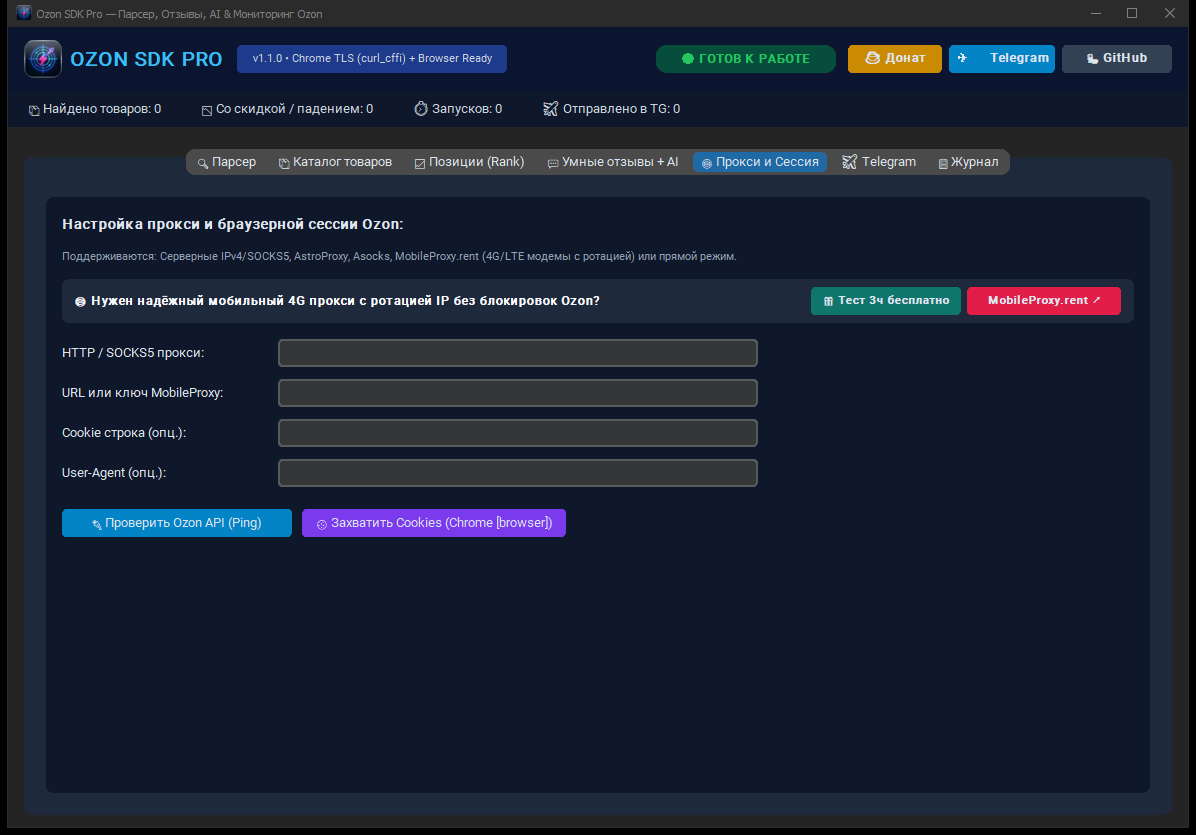 Ozon SDK Pro — Парсер, Отзывы, AI & Мониторинг Ozon
OZON SDK PRO
v1.1.0 • Chrome TLS (curl_cffi) + Browser Ready
ГОТОВ К РАБОТЕ
Донат
Telegram
GitHub
Найдено товаров: 0
Со скидкой / падением: 0
Запусков: 0
Отправлено в TG: 0
Парсер
Каталог товаров
Позиции (Rank)
Умные отзывы + AI
Прокси и Сессия
Telegram
Журнал
Настройка прокси и браузерной сессии Ozon:
Поддерживаются: Серверные IPv4/SOCKS5, AstroProxy, Asocks, MobileProxy.rent (4G/LTE модемы с ротацией) или прямой режим.
Нужен надёжный мобильный 4G прокси с ротацией IP без блокировок Ozon?
Тест 3ч бесплатно
MobileProxy.rent ↗
HTTP / SOCKS5 прокси:
URL или ключ MobileProxy:
Cookie строка (опц.):
User-Agent (опц.):
Проверить Ozon API (Ping)
Захватить Cookies (Chrome [browser])